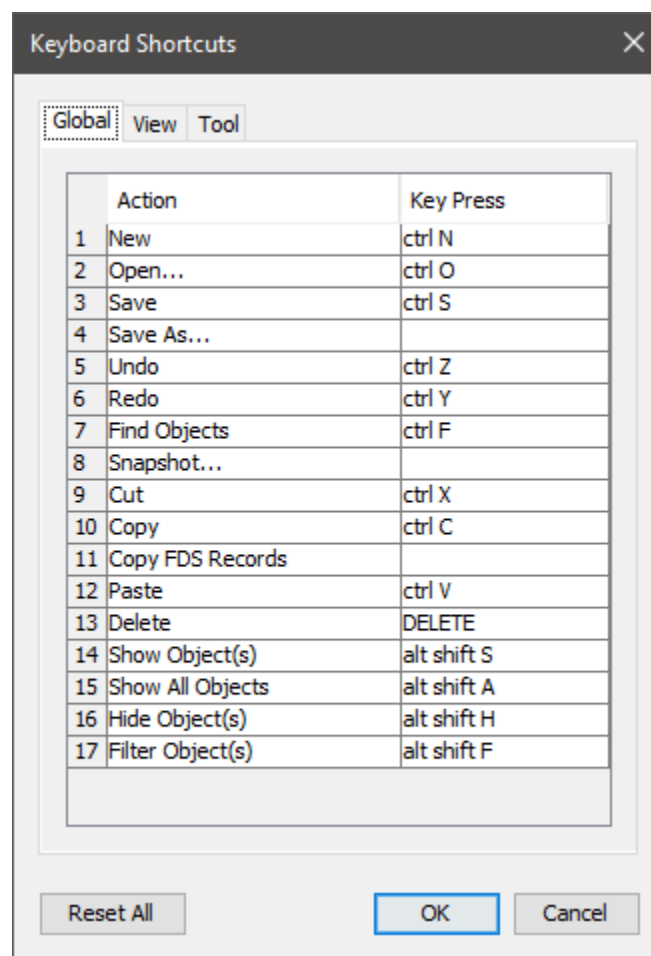 Keyboard Shortcuts
Global View Tool
Action Key Press
1 New ctrl N
2 Open... ctrl O
3 Save ctrl S
4 Save As...
5 Undo ctrl Z
6 Redo ctrl Y
7 Find Objects ctrl F
8 Snapshot...
9 Cut ctrl X
10 Copy ctrl C
11 Copy FDS Records
12 Paste ctrl V
13 Delete DELETE
14 Show Object(s) alt shift S
15 Show All Objects alt shift A
16 Hide Object(s) alt shift H
17 Filter Object(s) alt shift F
Reset All OK Cancel